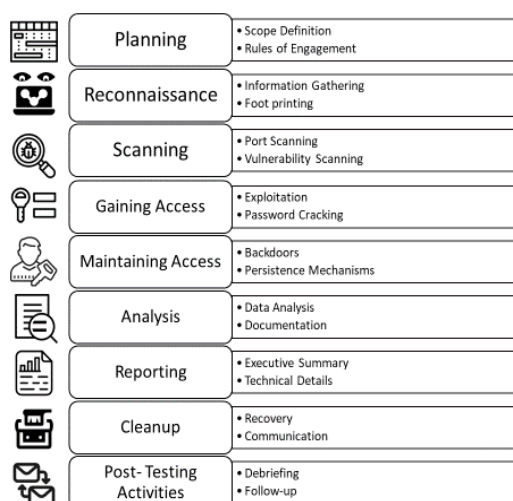 Planning
• Scope Definition
• Rules of Engagement
Reconnaissance
• Information Gathering
• Foot printing
Scanning
• Port Scanning
• Vulnerability Scanning
Gaining Access
• Exploitation
• Password Cracking
Maintaining Access
• Backdoors
• Persistence Mechanisms
Analysis
• Data Analysis
• Documentation
Reporting
• Executive Summary
• Technical Details
Cleanup
• Recovery
• Communication
Post- Testing
Activities
• Debriefing
• Follow-up